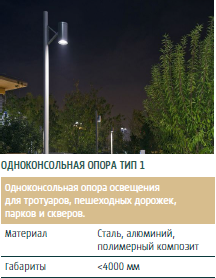 ОДНОКОНСОЛЬНАЯ ОПОРА ТИП 1
Одноконсольная опора освещения
для тротуаров, пешеходных дорожек,
парков и скверов.
Материал Сталь, алюминий,
полимерный композит
Габариты <4000 мм